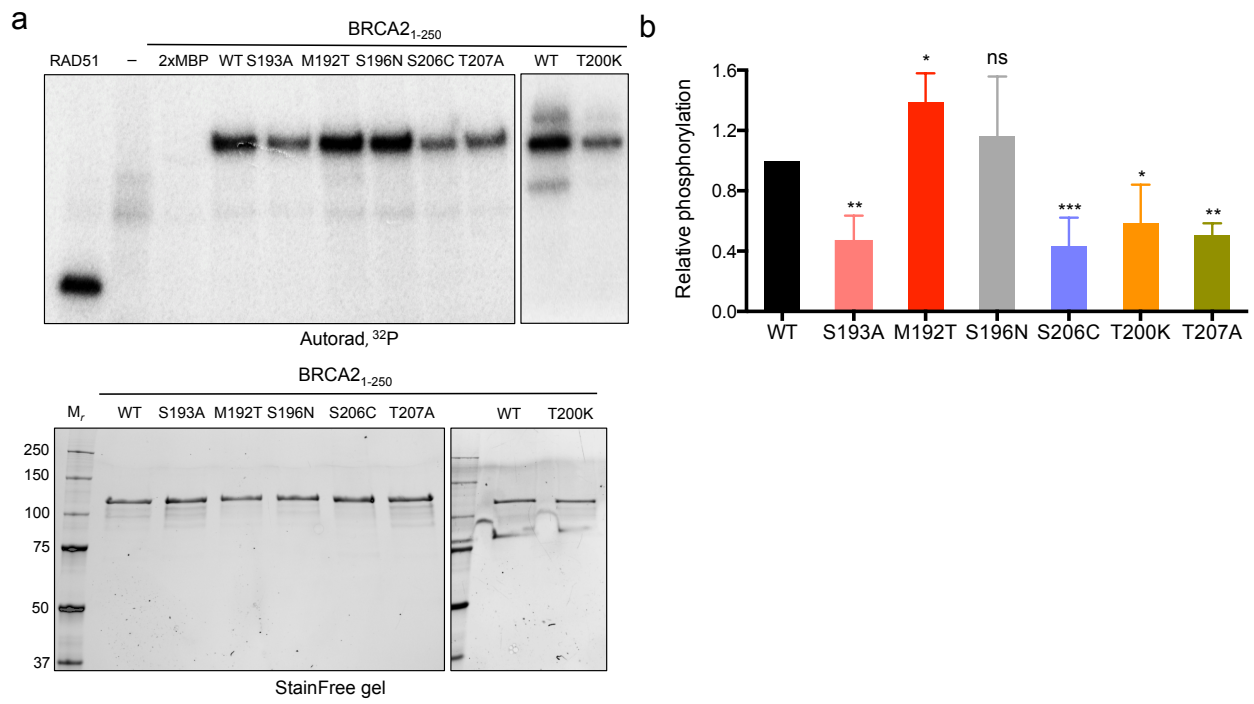 a
BRCA2₁₋₂₅₀
RAD51 – 2xMBP WT S193A M192T S196N S206C T207A WT T200K
Autorad, ³²P
BRCA2₁₋₂₅₀
Mᵣ WT S193A M192T S196N S206C T207A WT T200K
250
150
100
75
50
37
StainFree gel
b
Relative phosphorylation
1.6
1.2
0.8
0.4
0.0
** * ns *** * **
WT S193A M192T S196N S206C T200K T207A